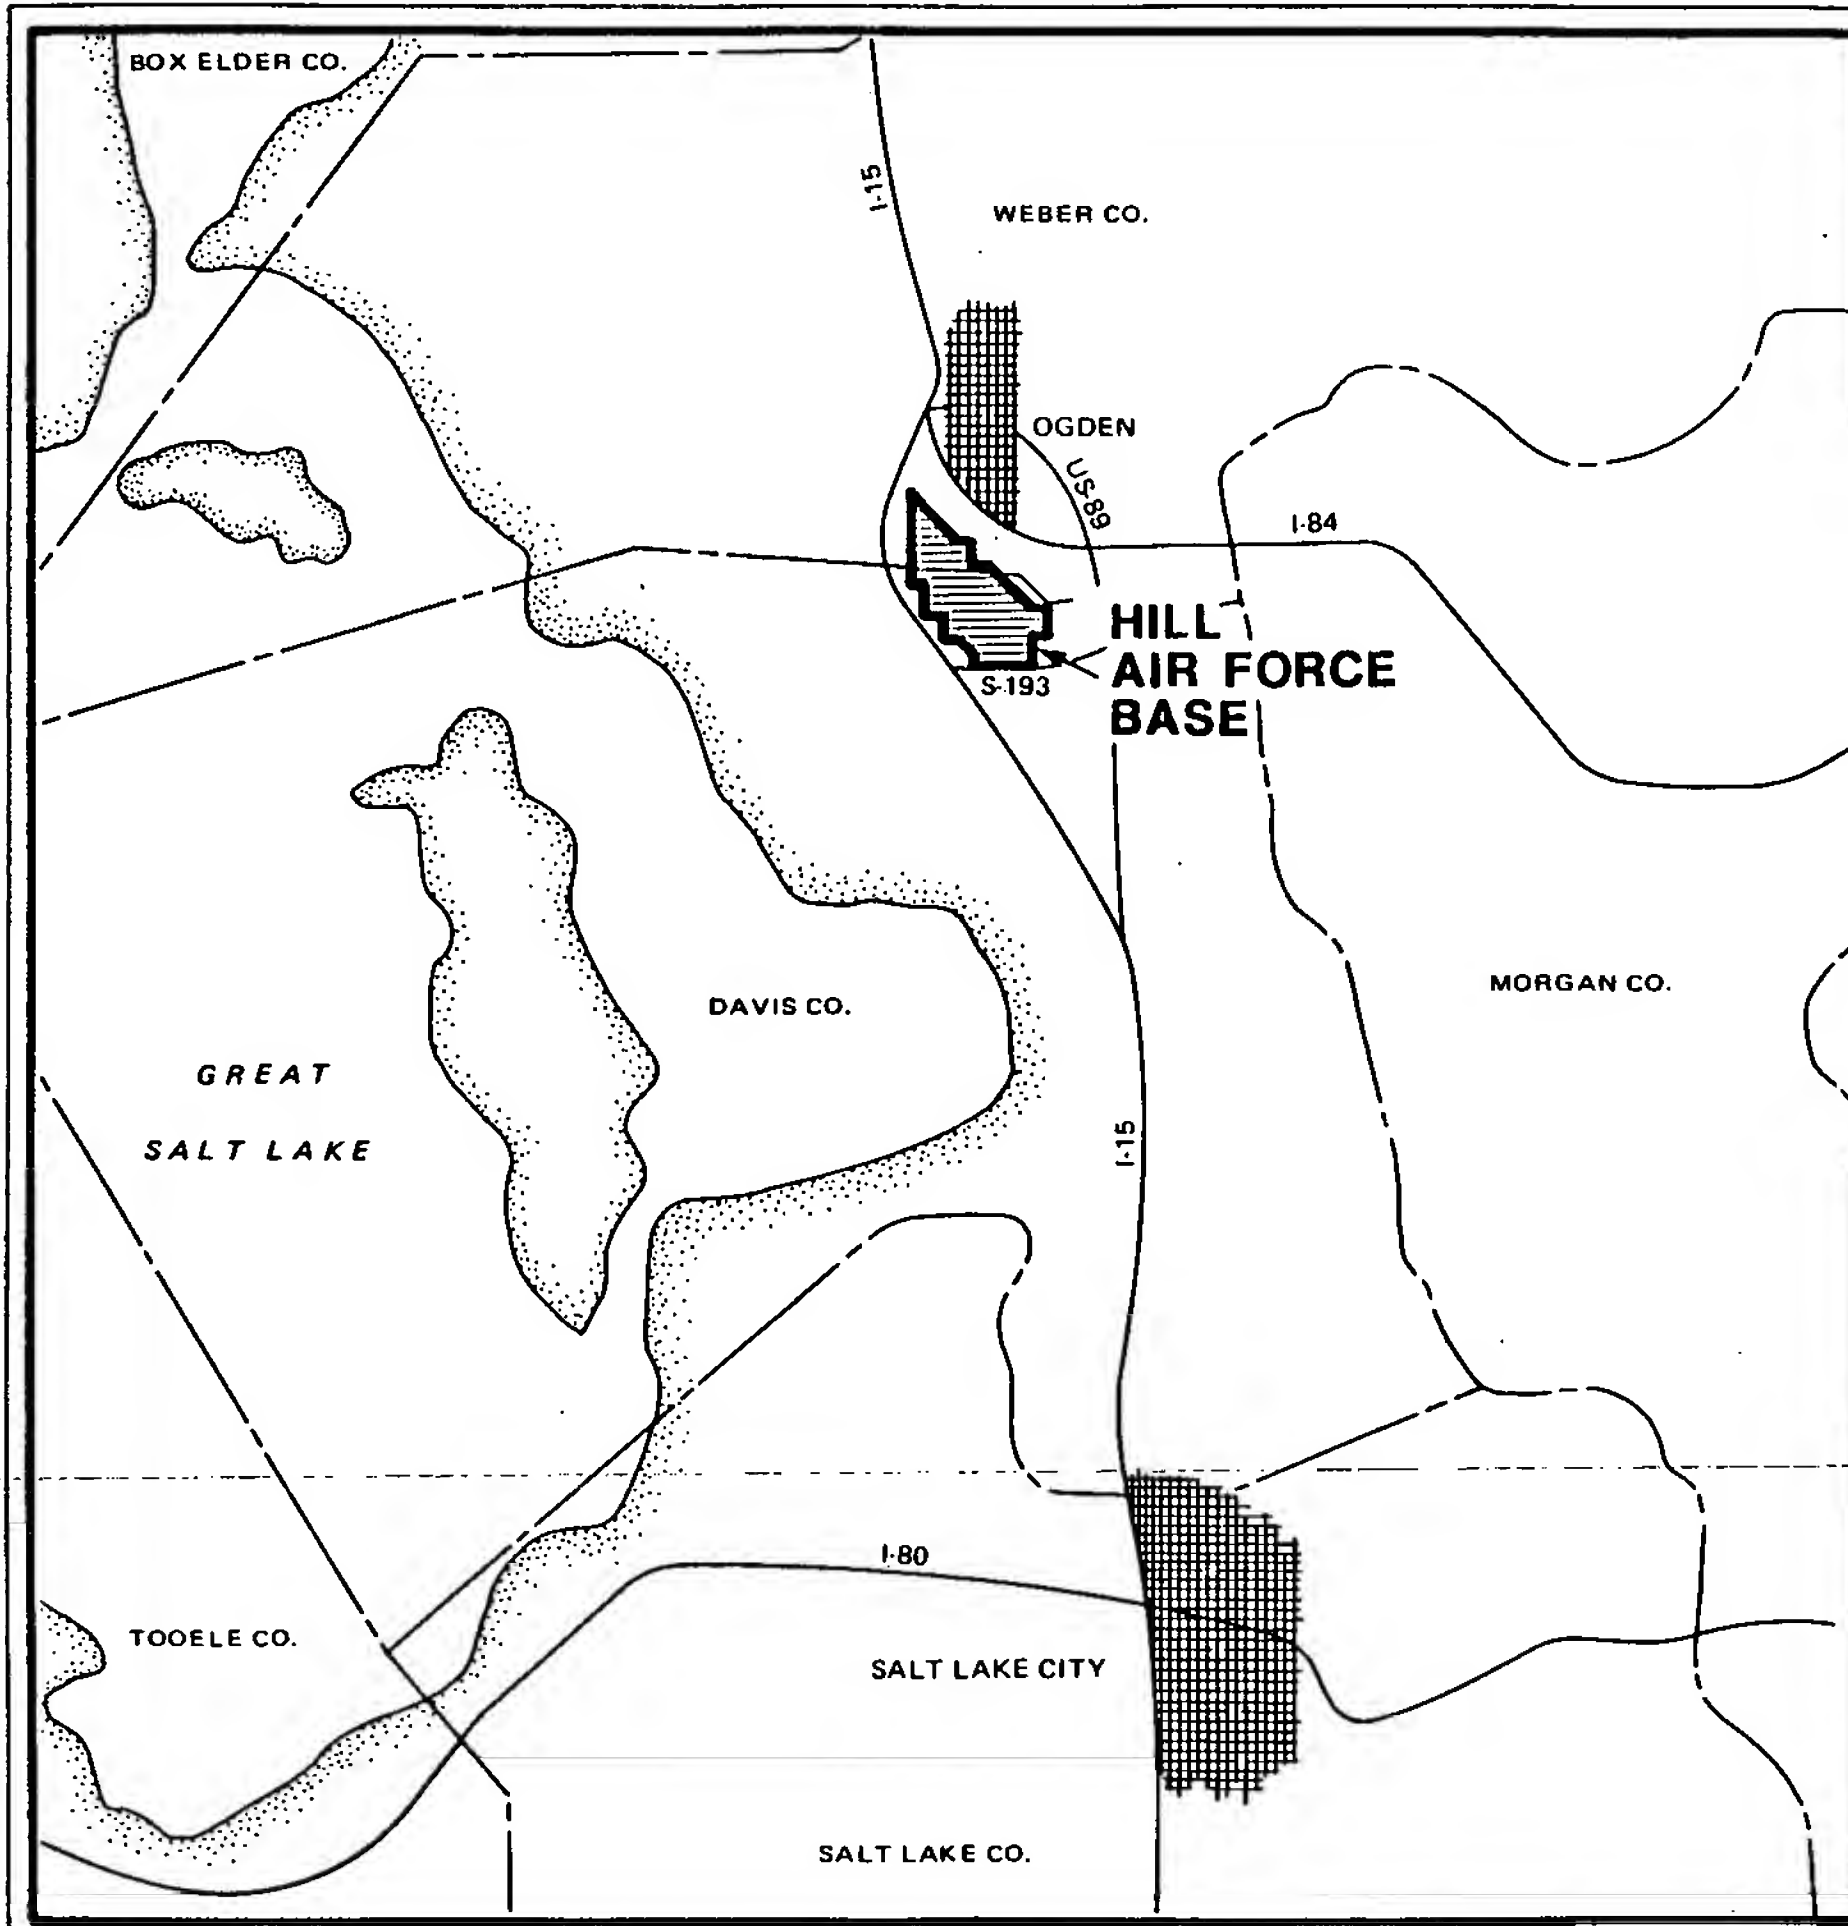 BOX ELDER CO.
I-15
WEBER CO.
OGDEN
US-89
I-84
HILL
AIR FORCE
BASE
S-193
DAVIS CO.
MORGAN CO.
GREAT
SALT LAKE
I-15
I-80
TOOELE CO.
SALT LAKE CITY
SALT LAKE CO.